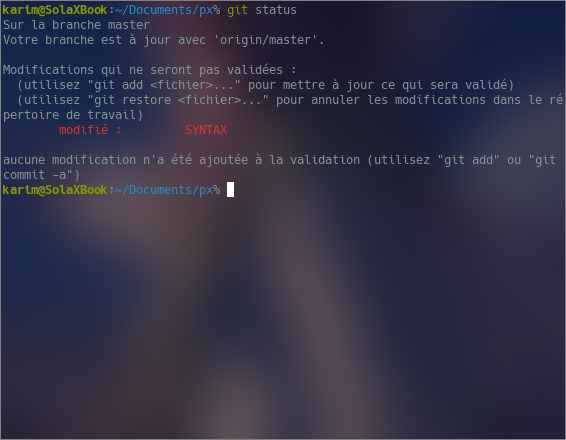 karim@SolaXBook:~/Documents/px% git status
Sur la branche master
Votre branche est à jour avec 'origin/master'.

Modifications qui ne seront pas validées :
  (utilisez "git add <fichier>..." pour mettre à jour ce qui sera validé)
  (utilisez "git restore <fichier>..." pour annuler les modifications dans le ré
pertoire de travail)
        modifié :         SYNTAX

aucune modification n'a été ajoutée à la validation (utilisez "git add" ou "git
commit -a")
karim@SolaXBook:~/Documents/px%